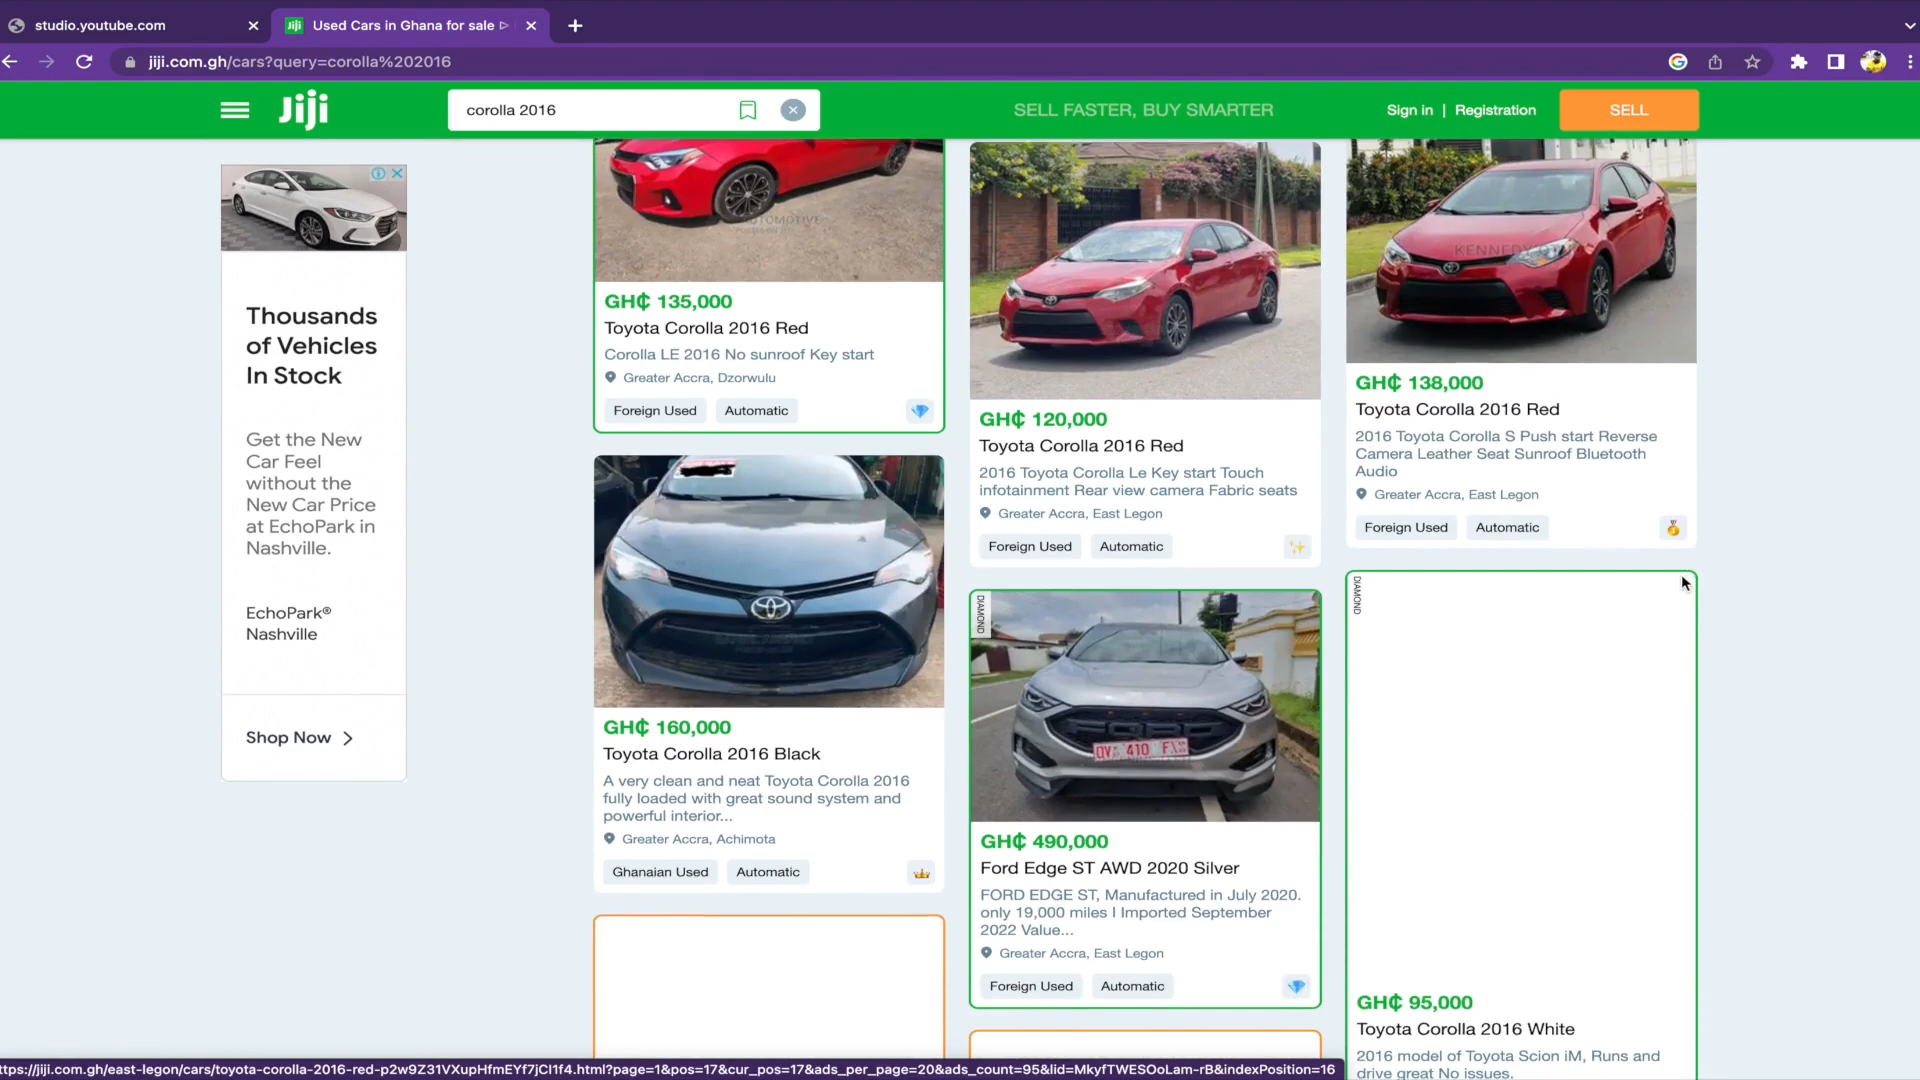 studio.youtube.com
Used Cars in Ghana for sale
jiji.com.gh/cars?query=corolla%202016
Jiji
corolla 2016
SELL FASTER, BUY SMARTER
Sign in | Registration
SELL
Thousands
of Vehicles
In Stock
Get the New
Car Feel
without the
New Car Price
at EchoPark in
Nashville.
EchoPark®
Nashville
Shop Now
GH₵ 135,000
Toyota Corolla 2016 Red
Corolla LE 2016 No sunroof Key start
Greater Accra, Dzorwulu
Foreign Used
Automatic
GH₵ 160,000
Toyota Corolla 2016 Black
A very clean and neat Toyota Corolla 2016
fully loaded with great sound system and
powerful interior...
Greater Accra, Achimota
Ghanaian Used
Automatic
GH₵ 120,000
Toyota Corolla 2016 Red
2016 Toyota Corolla Le Key start Touch
infotainment Rear view camera Fabric seats
Greater Accra, East Legon
Foreign Used
Automatic
DIAMOND
GH₵ 490,000
Ford Edge ST AWD 2020 Silver
FORD EDGE ST, Manufactured in July 2020.
only 19,000 miles I Imported September
2022 Value...
Greater Accra, East Legon
Foreign Used
Automatic
KENNEDY
GH₵ 138,000
Toyota Corolla 2016 Red
2016 Toyota Corolla S Push start Reverse
Camera Leather Seat Sunroof Bluetooth
Audio
Greater Accra, East Legon
Foreign Used
Automatic
DIAMOND
GH₵ 95,000
Toyota Corolla 2016 White
2016 model of Toyota Scion iM, Runs and
drive great No issues.
ttps://jiji.com.gh/east-legon/cars/toyota-corolla-2016-red-p2w9Z31VXupHfmEYf7jCl1f4.html?page=1&pos=17&cur_pos=17&ads_per_page=20&ads_count=95&lid=MkyfTWESOoLam-rB&indexPosition=16